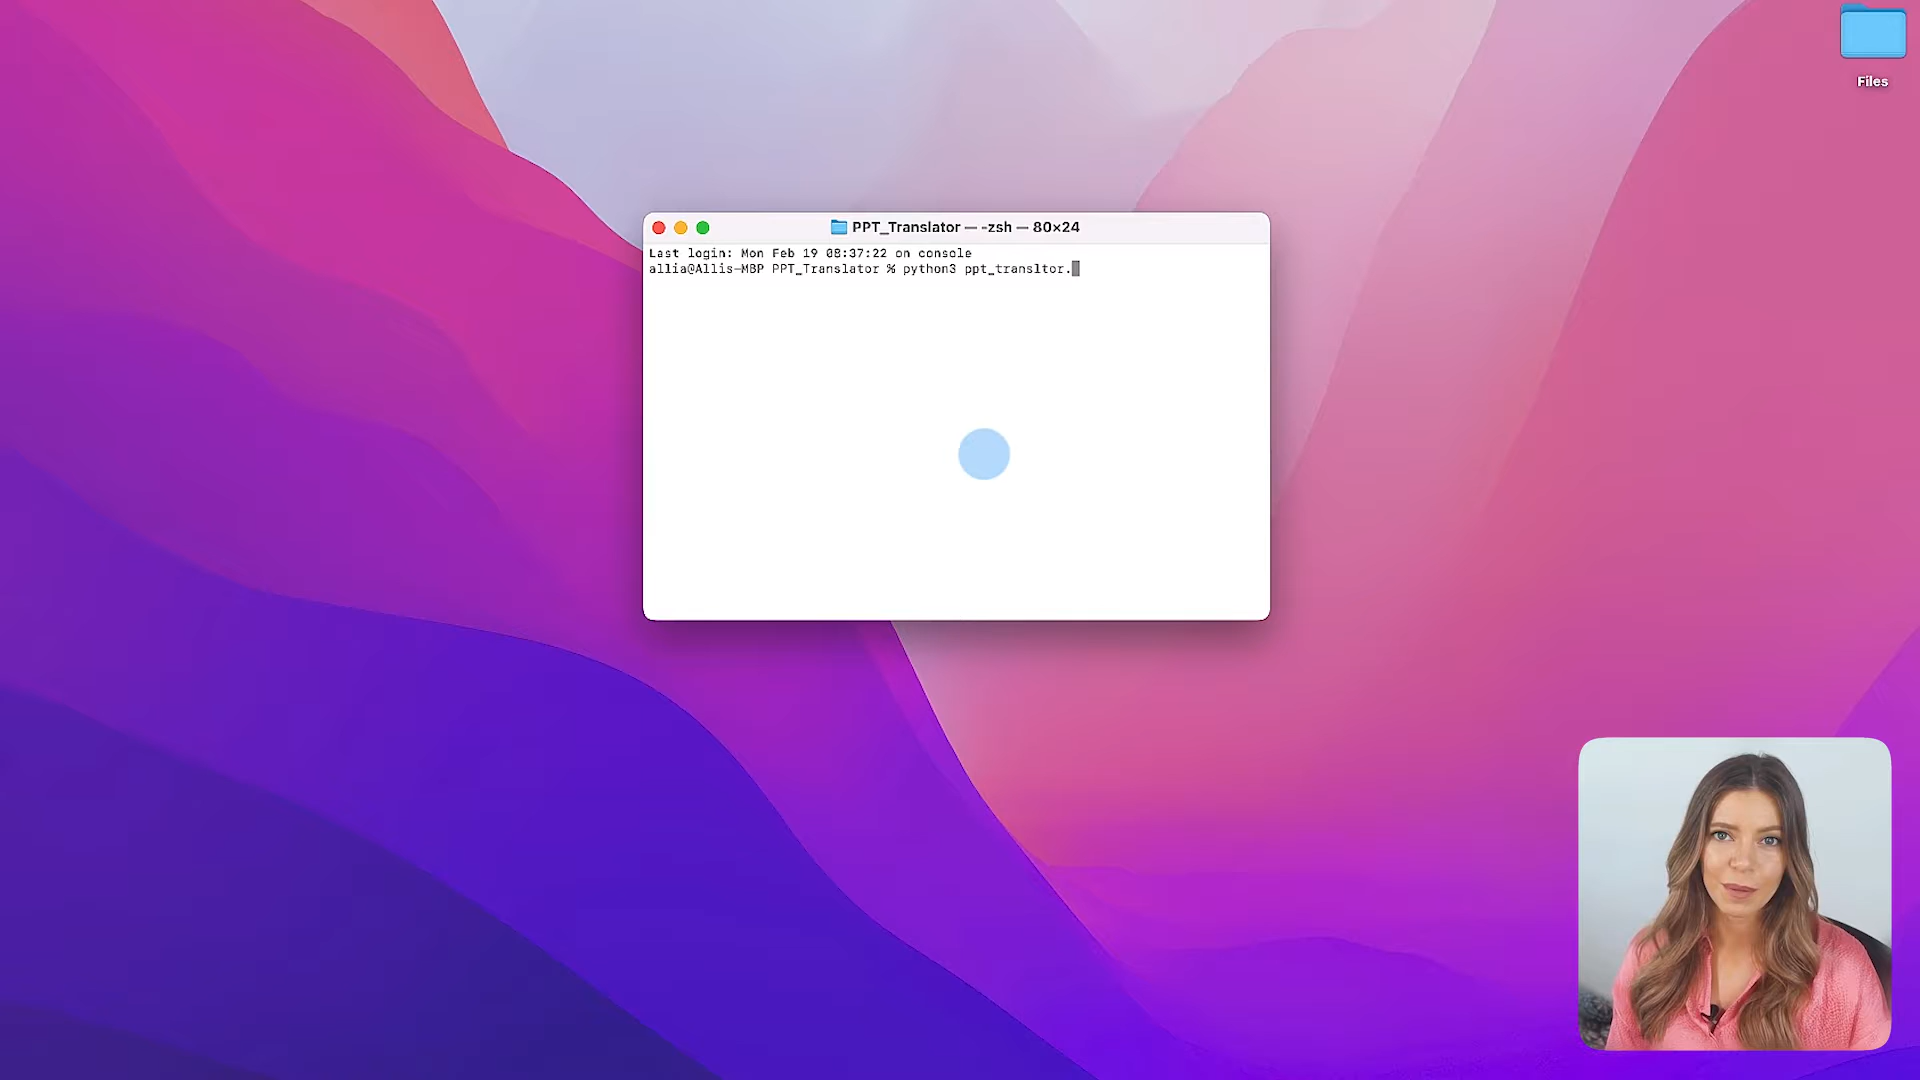 Files
PPT_Translator — -zsh — 80×24
Last login: Mon Feb 19 08:37:22 on console
allia@Allis-MBP PPT_Translator % python3 ppt_transltor.